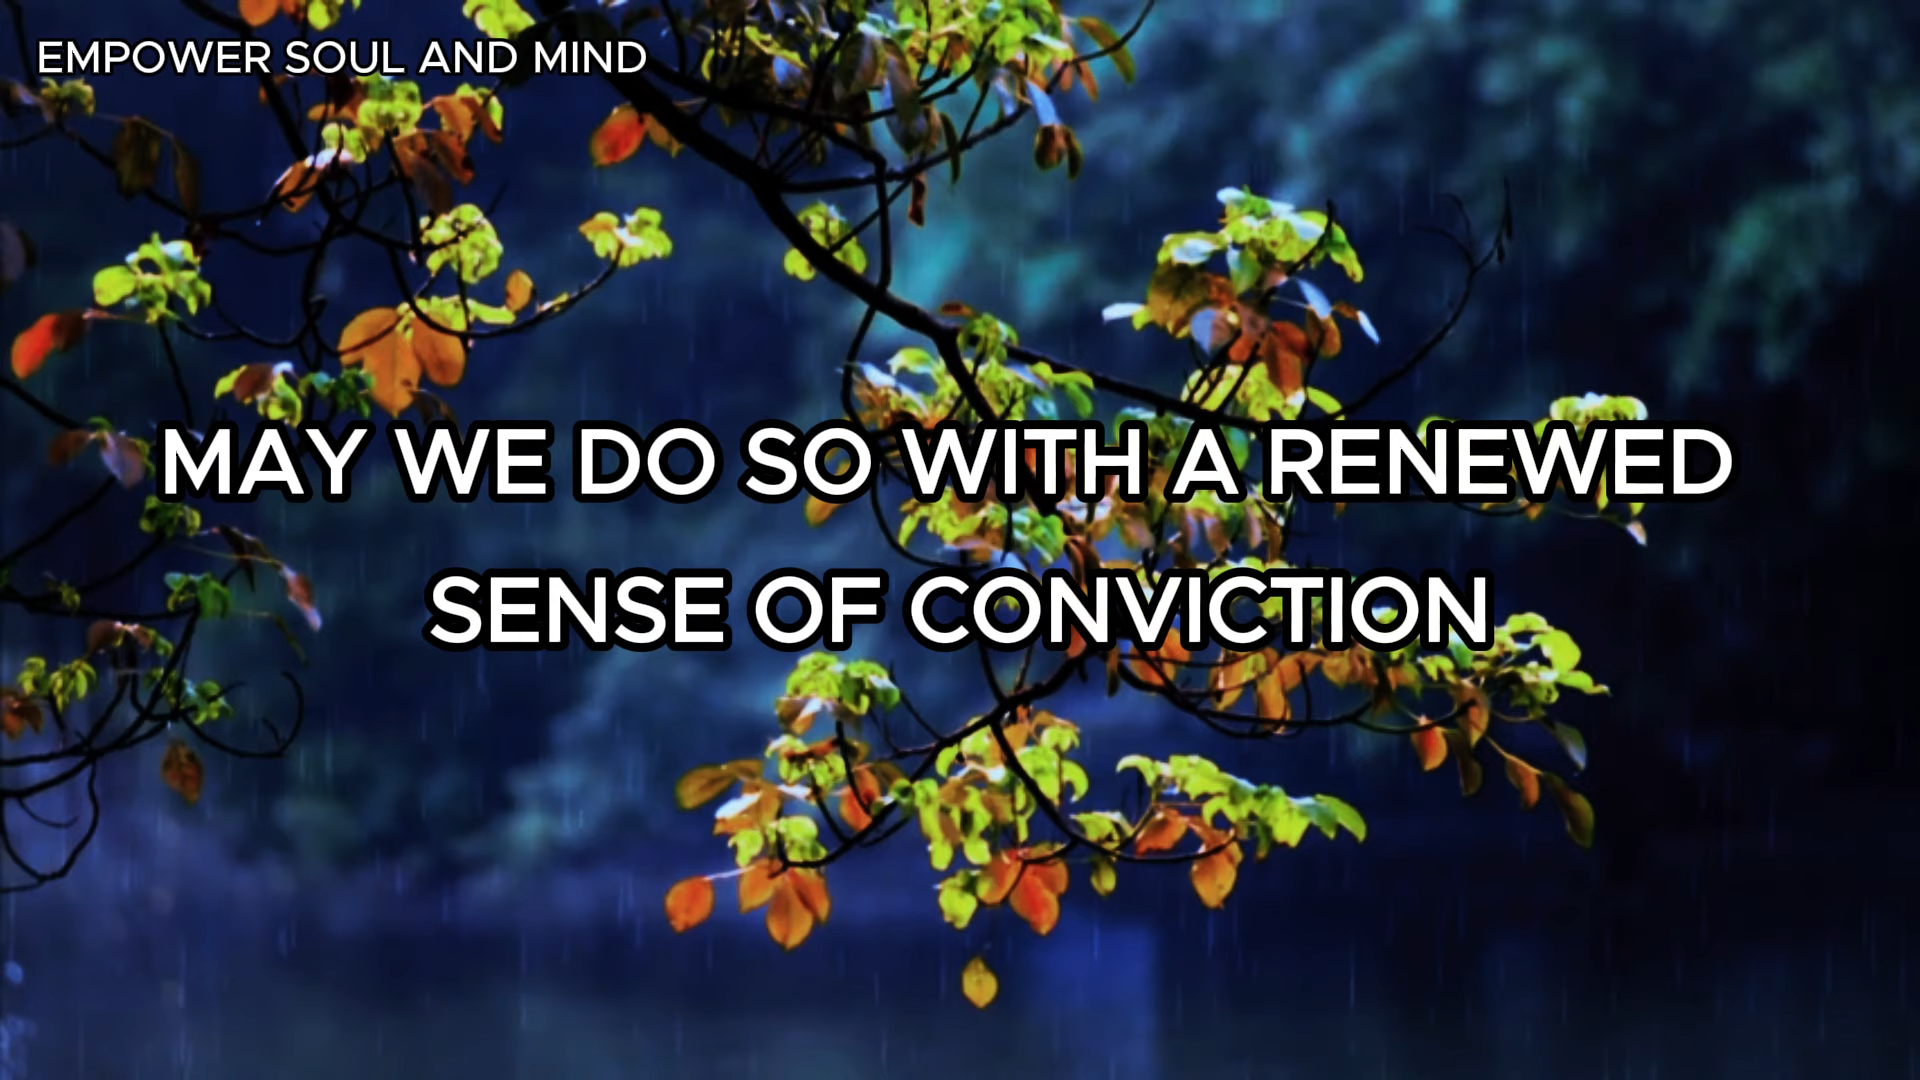 EMPOWER SOUL AND MIND
MAY WE DO SO WITH A RENEWED
SENSE OF CONVICTION